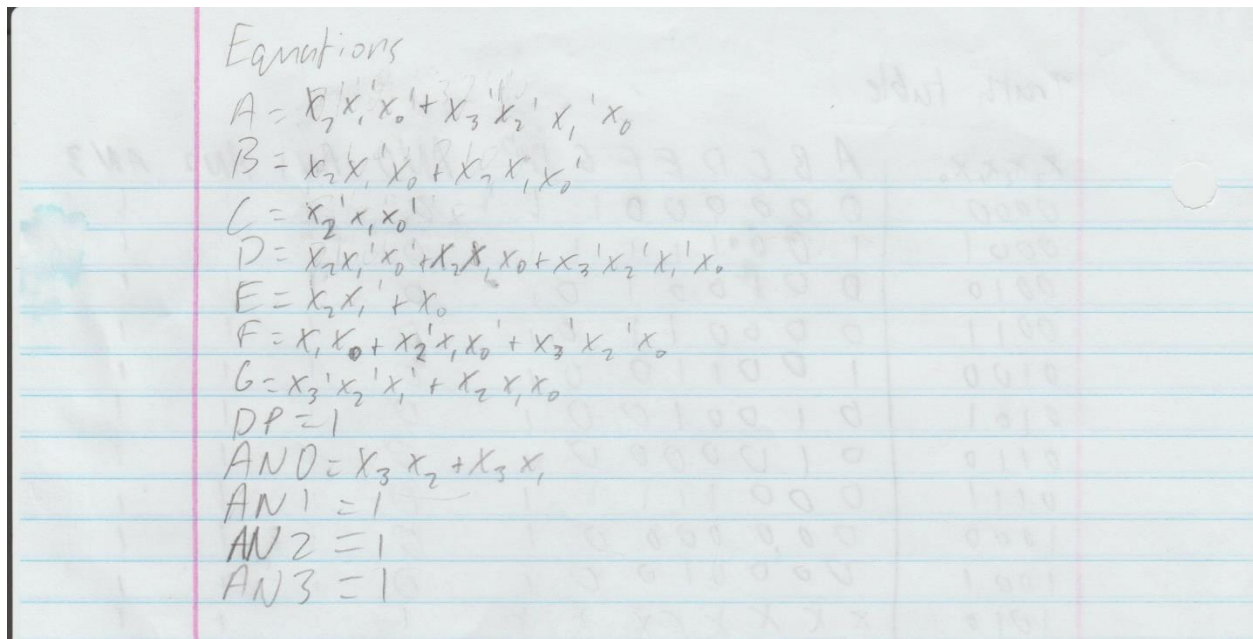 Equations
A = x₂x₁'x₀' + x₃'x₂'x₁'x₀
B = x₂x₁'x₀ + x₂x₁x₀'
C = x₂'x₁x₀'
D = x₂x₁'x₀' + x₂x₁x₀ + x₃'x₂'x₁'x₀
E = x₂x₁' + x₀
F = x₁x₀ + x₂'x₁x₀' + x₃'x₂'x₀
G = x₃'x₂'x₁' + x₂x₁x₀
DP = 1
AN0 = x₃x₂ + x₃x₁
AN1 = 1
AN2 = 1
AN3 = 1